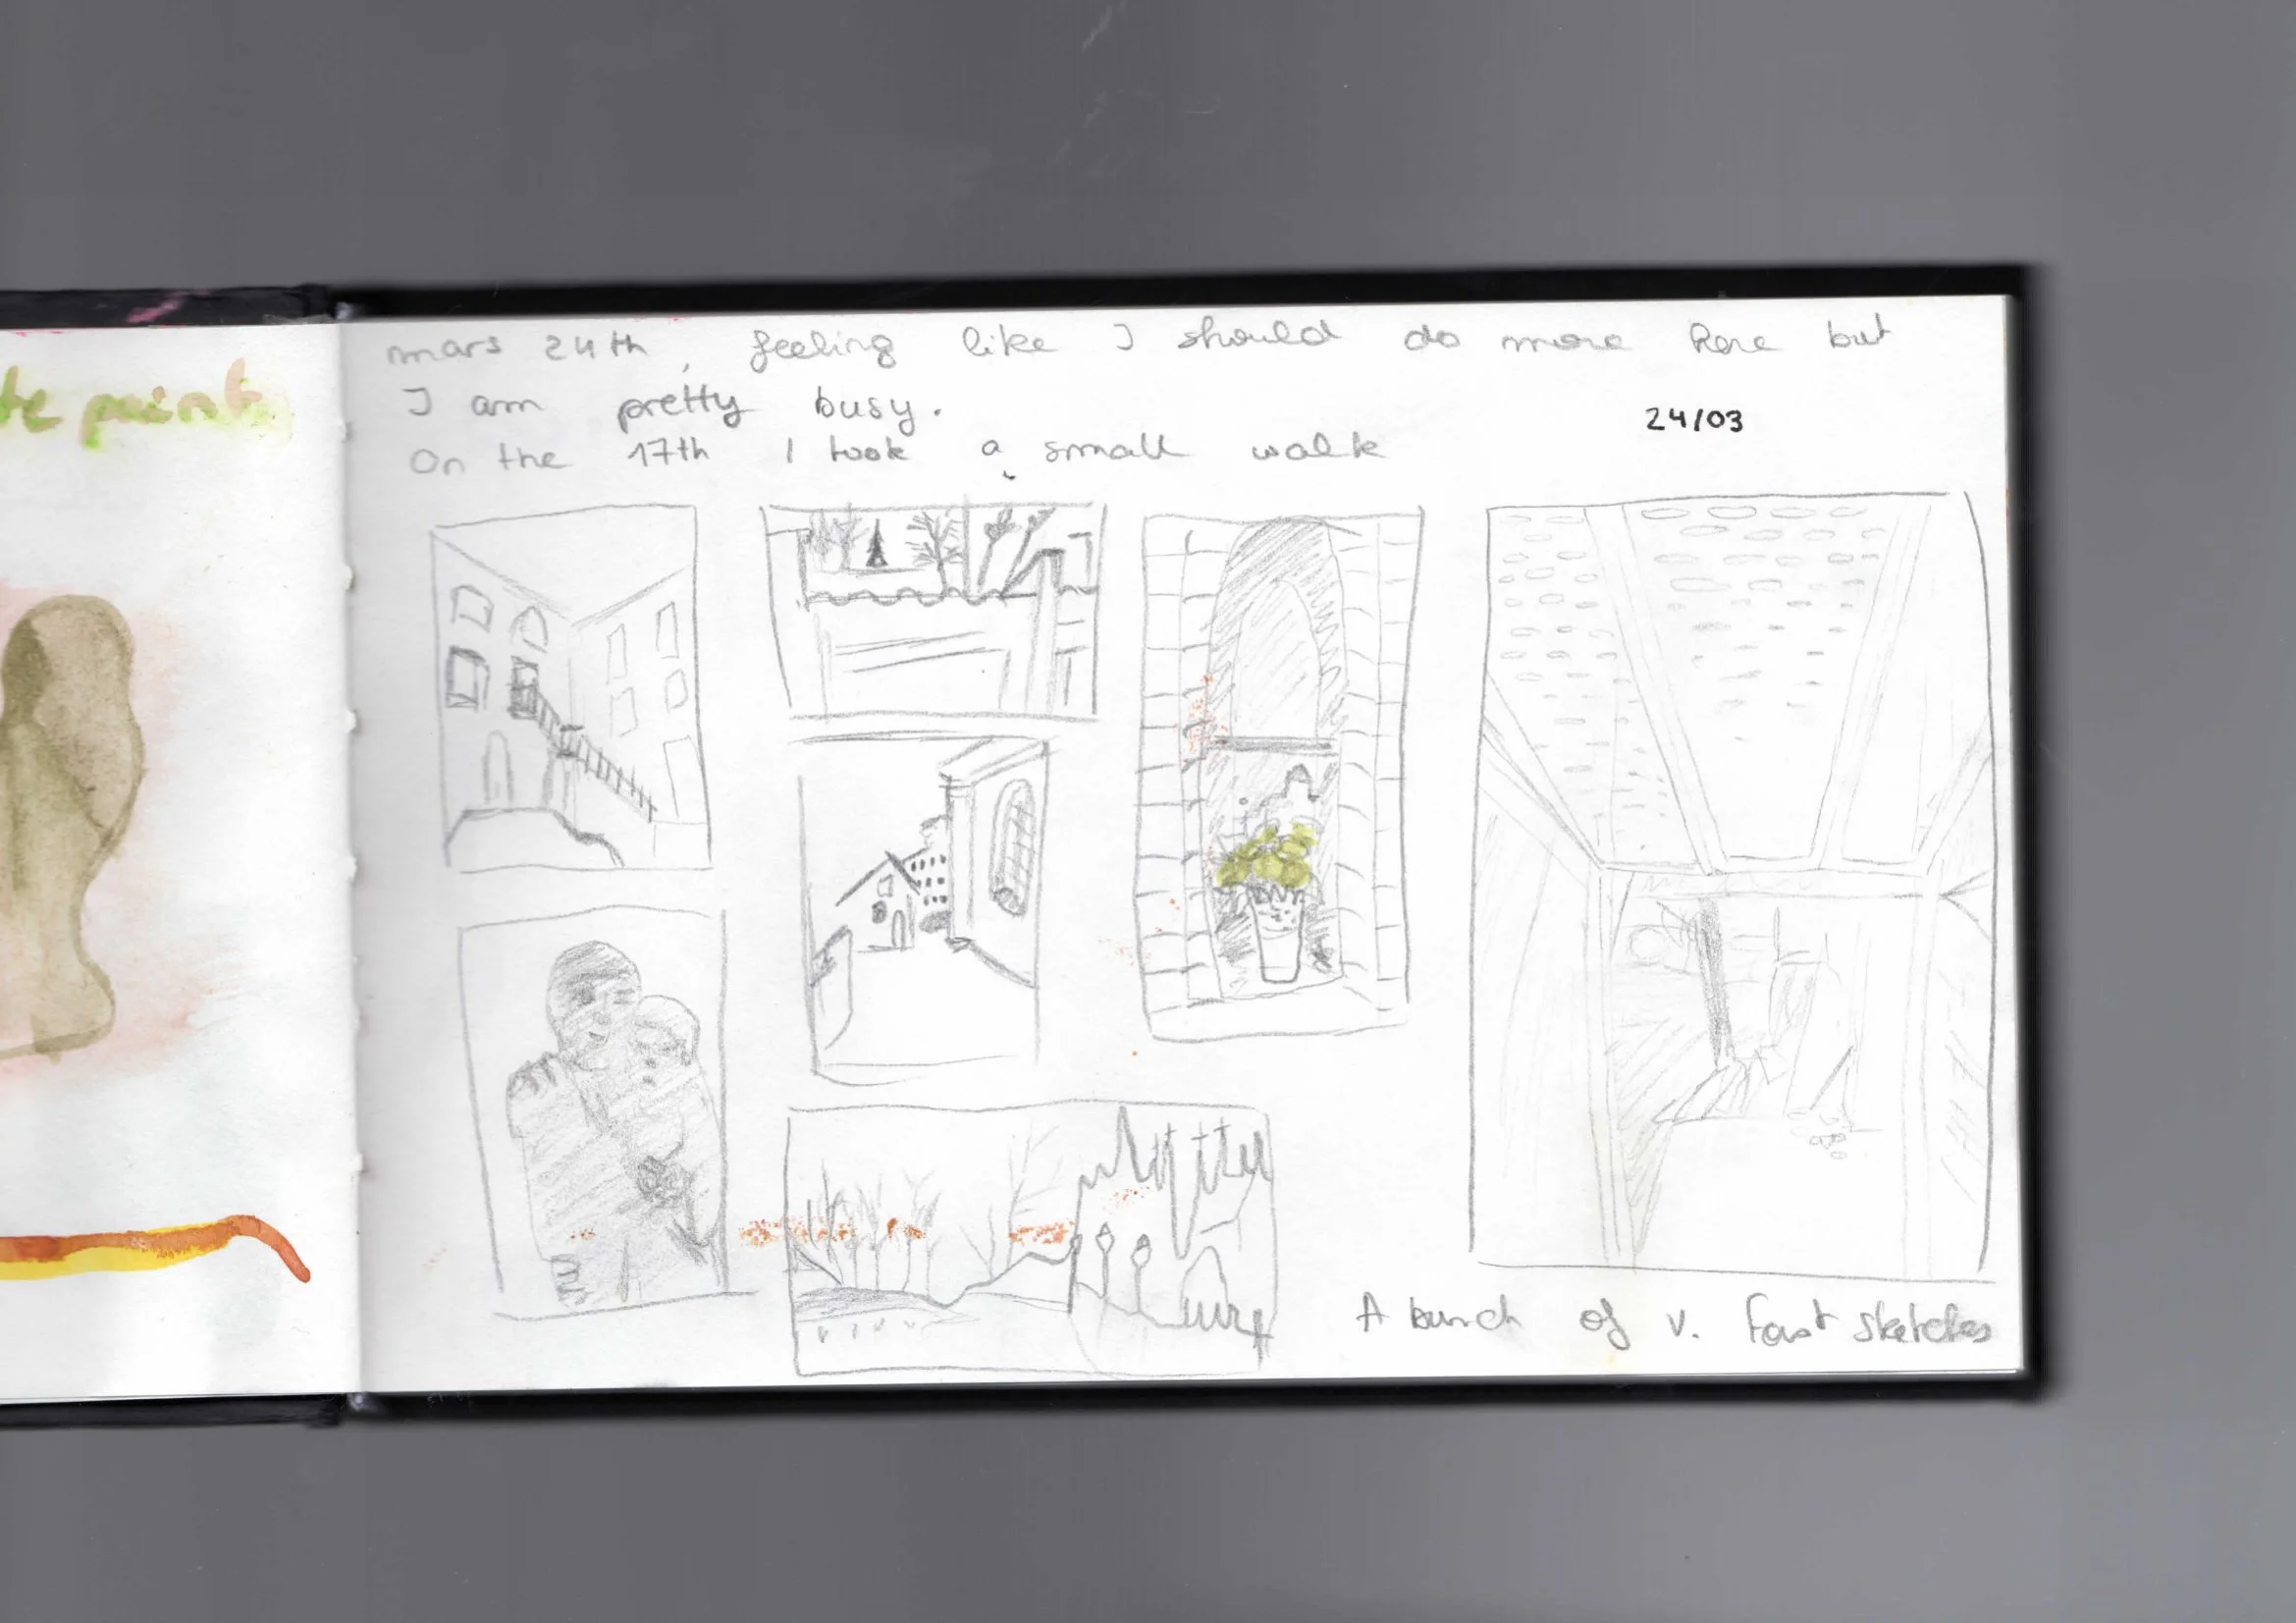 te paint
mars 24th, feeling like I should do more here but
I am pretty busy.
24/03
On the 17th I took a small walk
A bunch of v. fast sketches